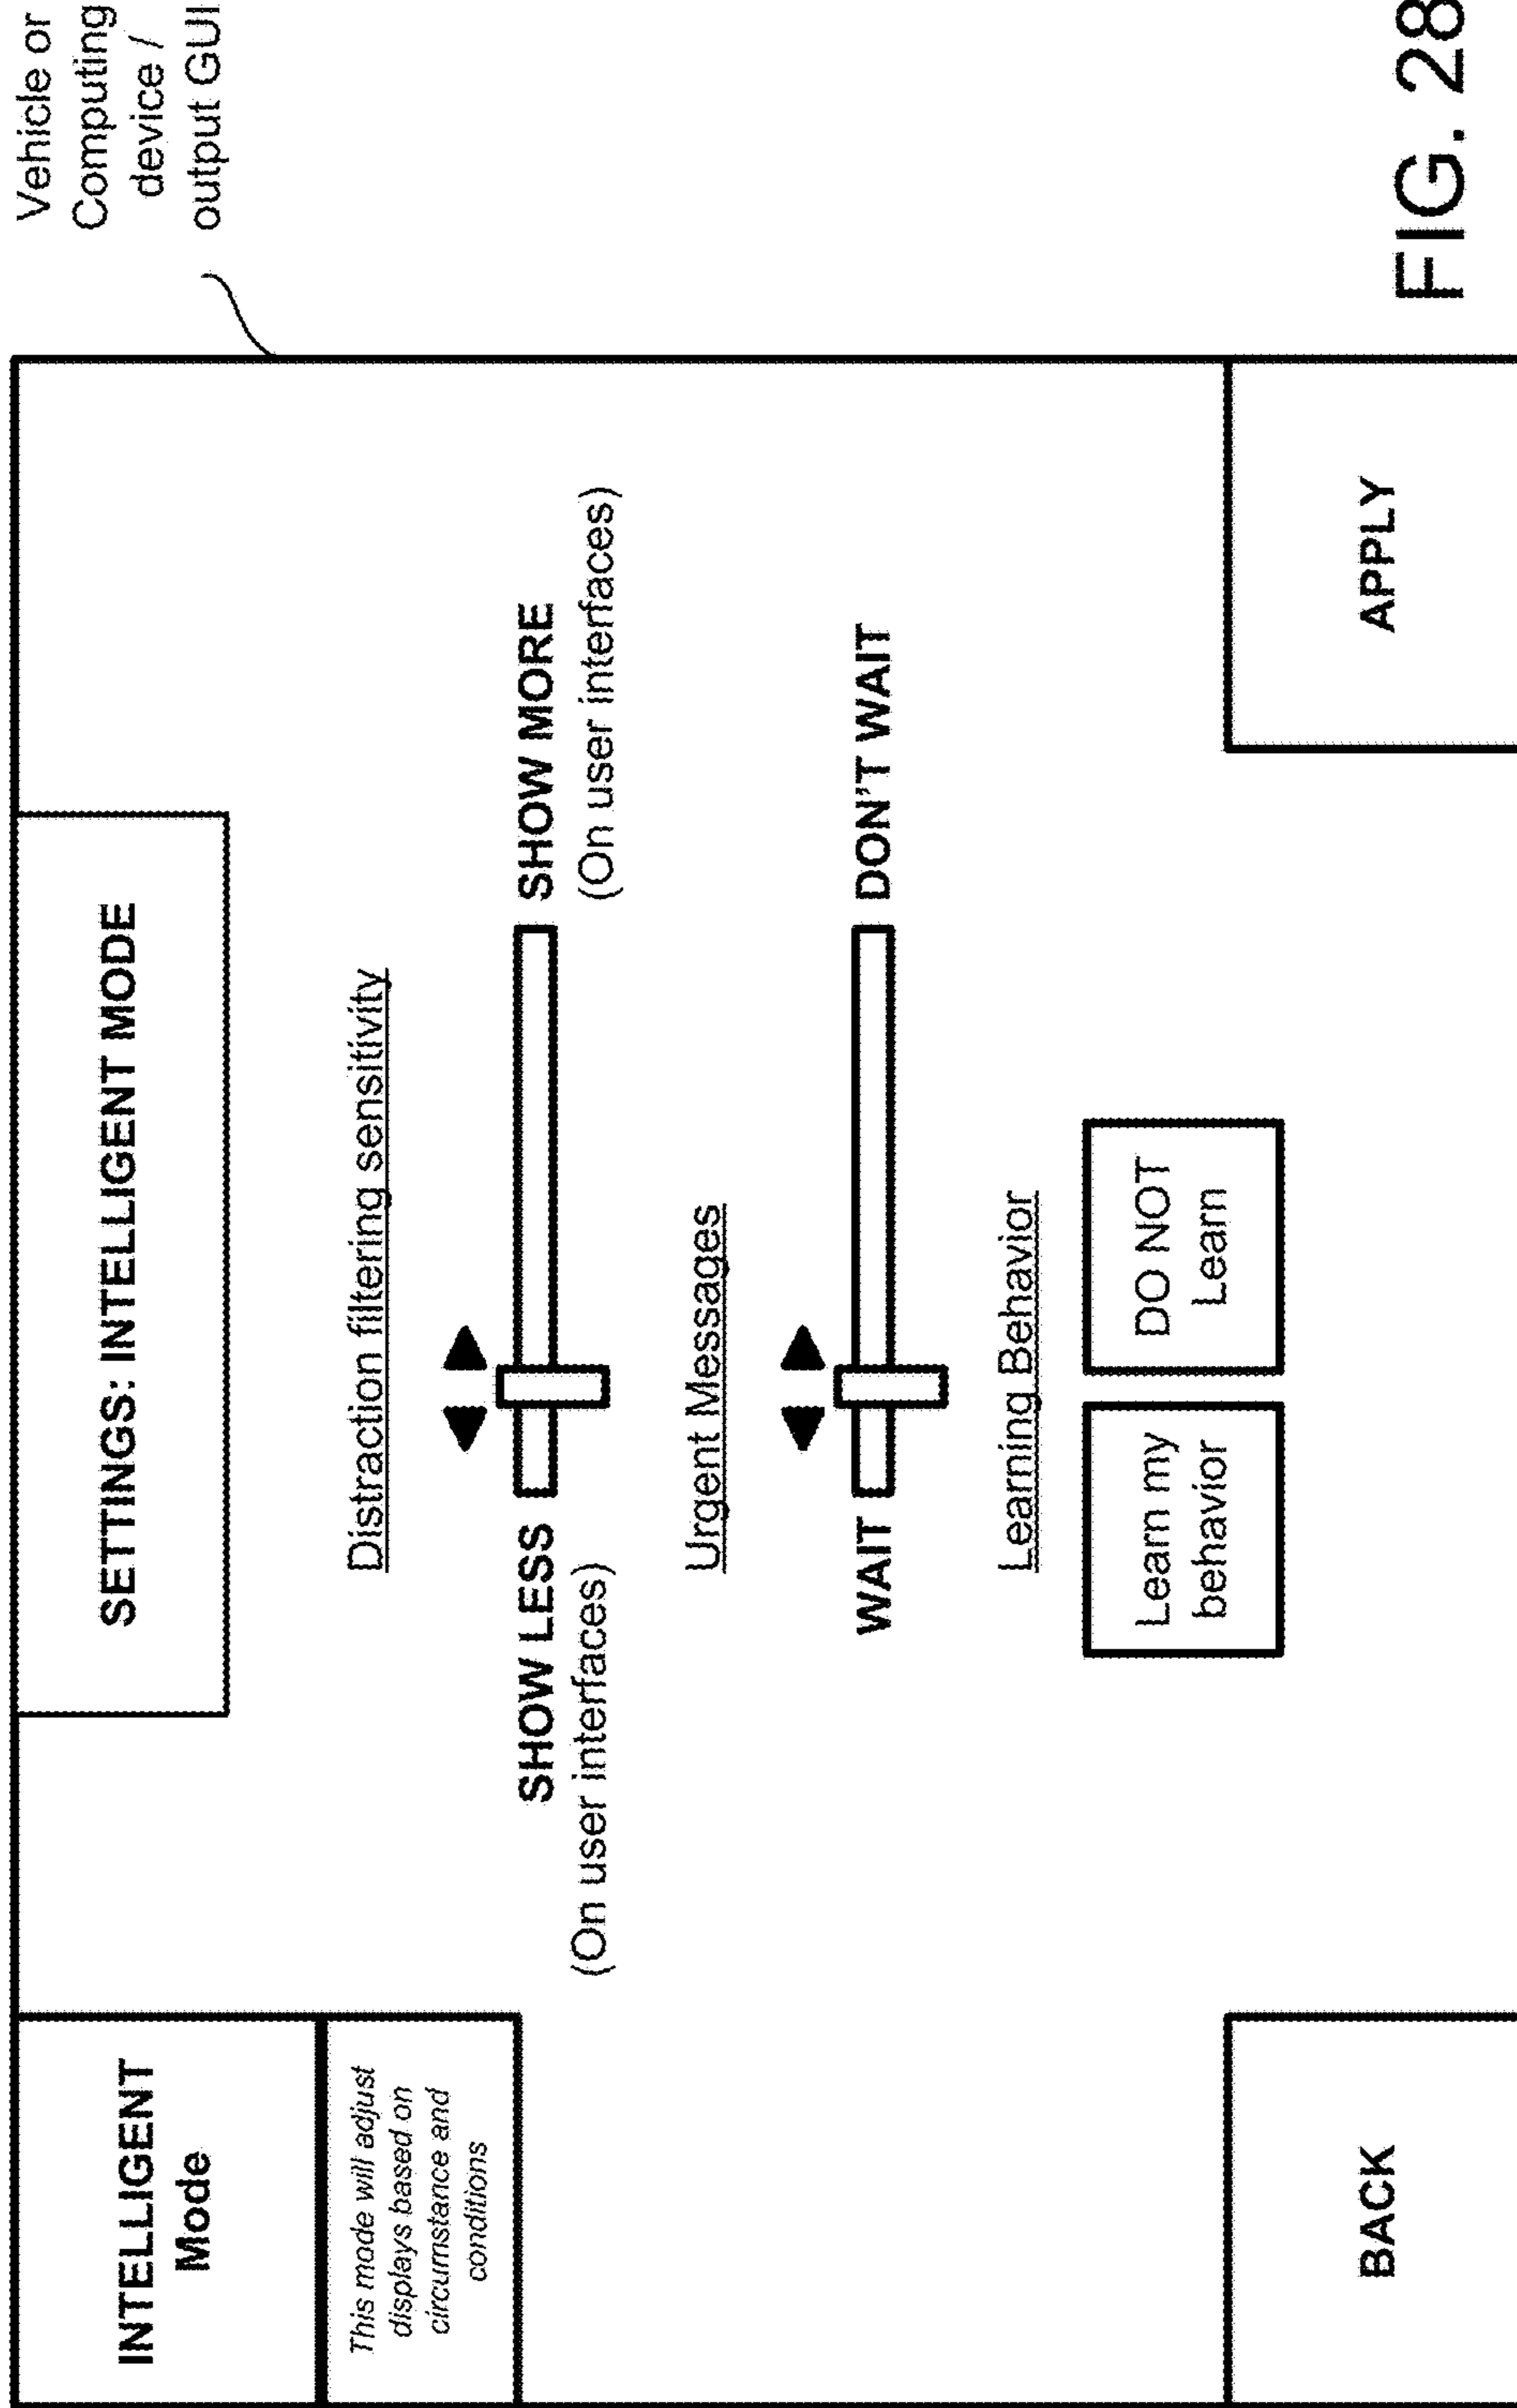 Vehicle or
Computing
device /
output GUI
INTELLIGENT
Mode
This mode will adjust
displays based on
circumstance and
conditions
SETTINGS: INTELLIGENT MODE
Distraction filtering sensitivity
SHOW LESS
(On user interfaces)
SHOW MORE
(On user interfaces)
Urgent Messages
WAIT
DON'T WAIT
Learning Behavior
Learn my
behavior
DO NOT
Learn
BACK
APPLY
FIG. 28